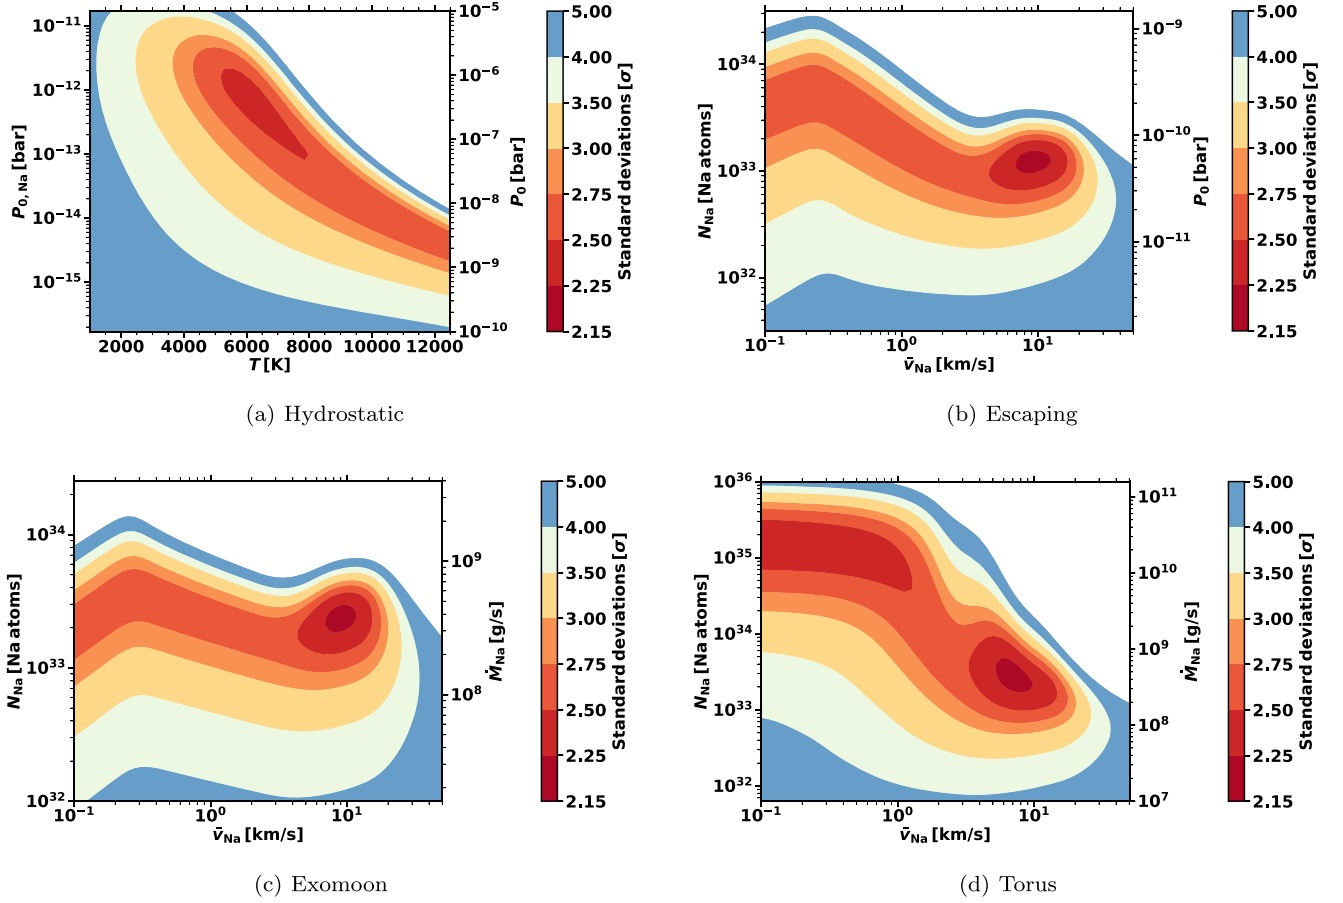 10⁻¹¹
10⁻¹²
10⁻¹³
10⁻¹⁴
10⁻¹⁵
P₀, Na [bar]
2000 4000 6000 8000 10000 12000
T [K]
10⁻⁵
10⁻⁶
10⁻⁷
10⁻⁸
10⁻⁹
10⁻¹⁰
P₀ [bar]
5.00
4.00
3.50
3.00
2.75
2.50
2.25
2.15
Standard deviations [σ]
(a) Hydrostatic
10³⁴
10³³
10³²
N_Na [Na atoms]
10⁻¹ 10⁰ 10¹
v̄_Na [km/s]
10⁻⁹
10⁻¹⁰
10⁻¹¹
P₀ [bar]
5.00
4.00
3.50
3.00
2.75
2.50
2.25
2.15
Standard deviations [σ]
(b) Escaping
10³⁴
10³³
10³²
N_Na [Na atoms]
10⁻¹ 10⁰ 10¹
v̄_Na [km/s]
10⁹
10⁸
Ṁ_Na [g/s]
5.00
4.00
3.50
3.00
2.75
2.50
2.25
2.15
Standard deviations [σ]
(c) Exomoon
10³⁶
10³⁵
10³⁴
10³³
10³²
N_Na [Na atoms]
10⁻¹ 10⁰ 10¹
v̄_Na [km/s]
10¹¹
10¹⁰
10⁹
10⁸
10⁷
Ṁ_Na [g/s]
5.00
4.00
3.50
3.00
2.75
2.50
2.25
2.15
Standard deviations [σ]
(d) Torus